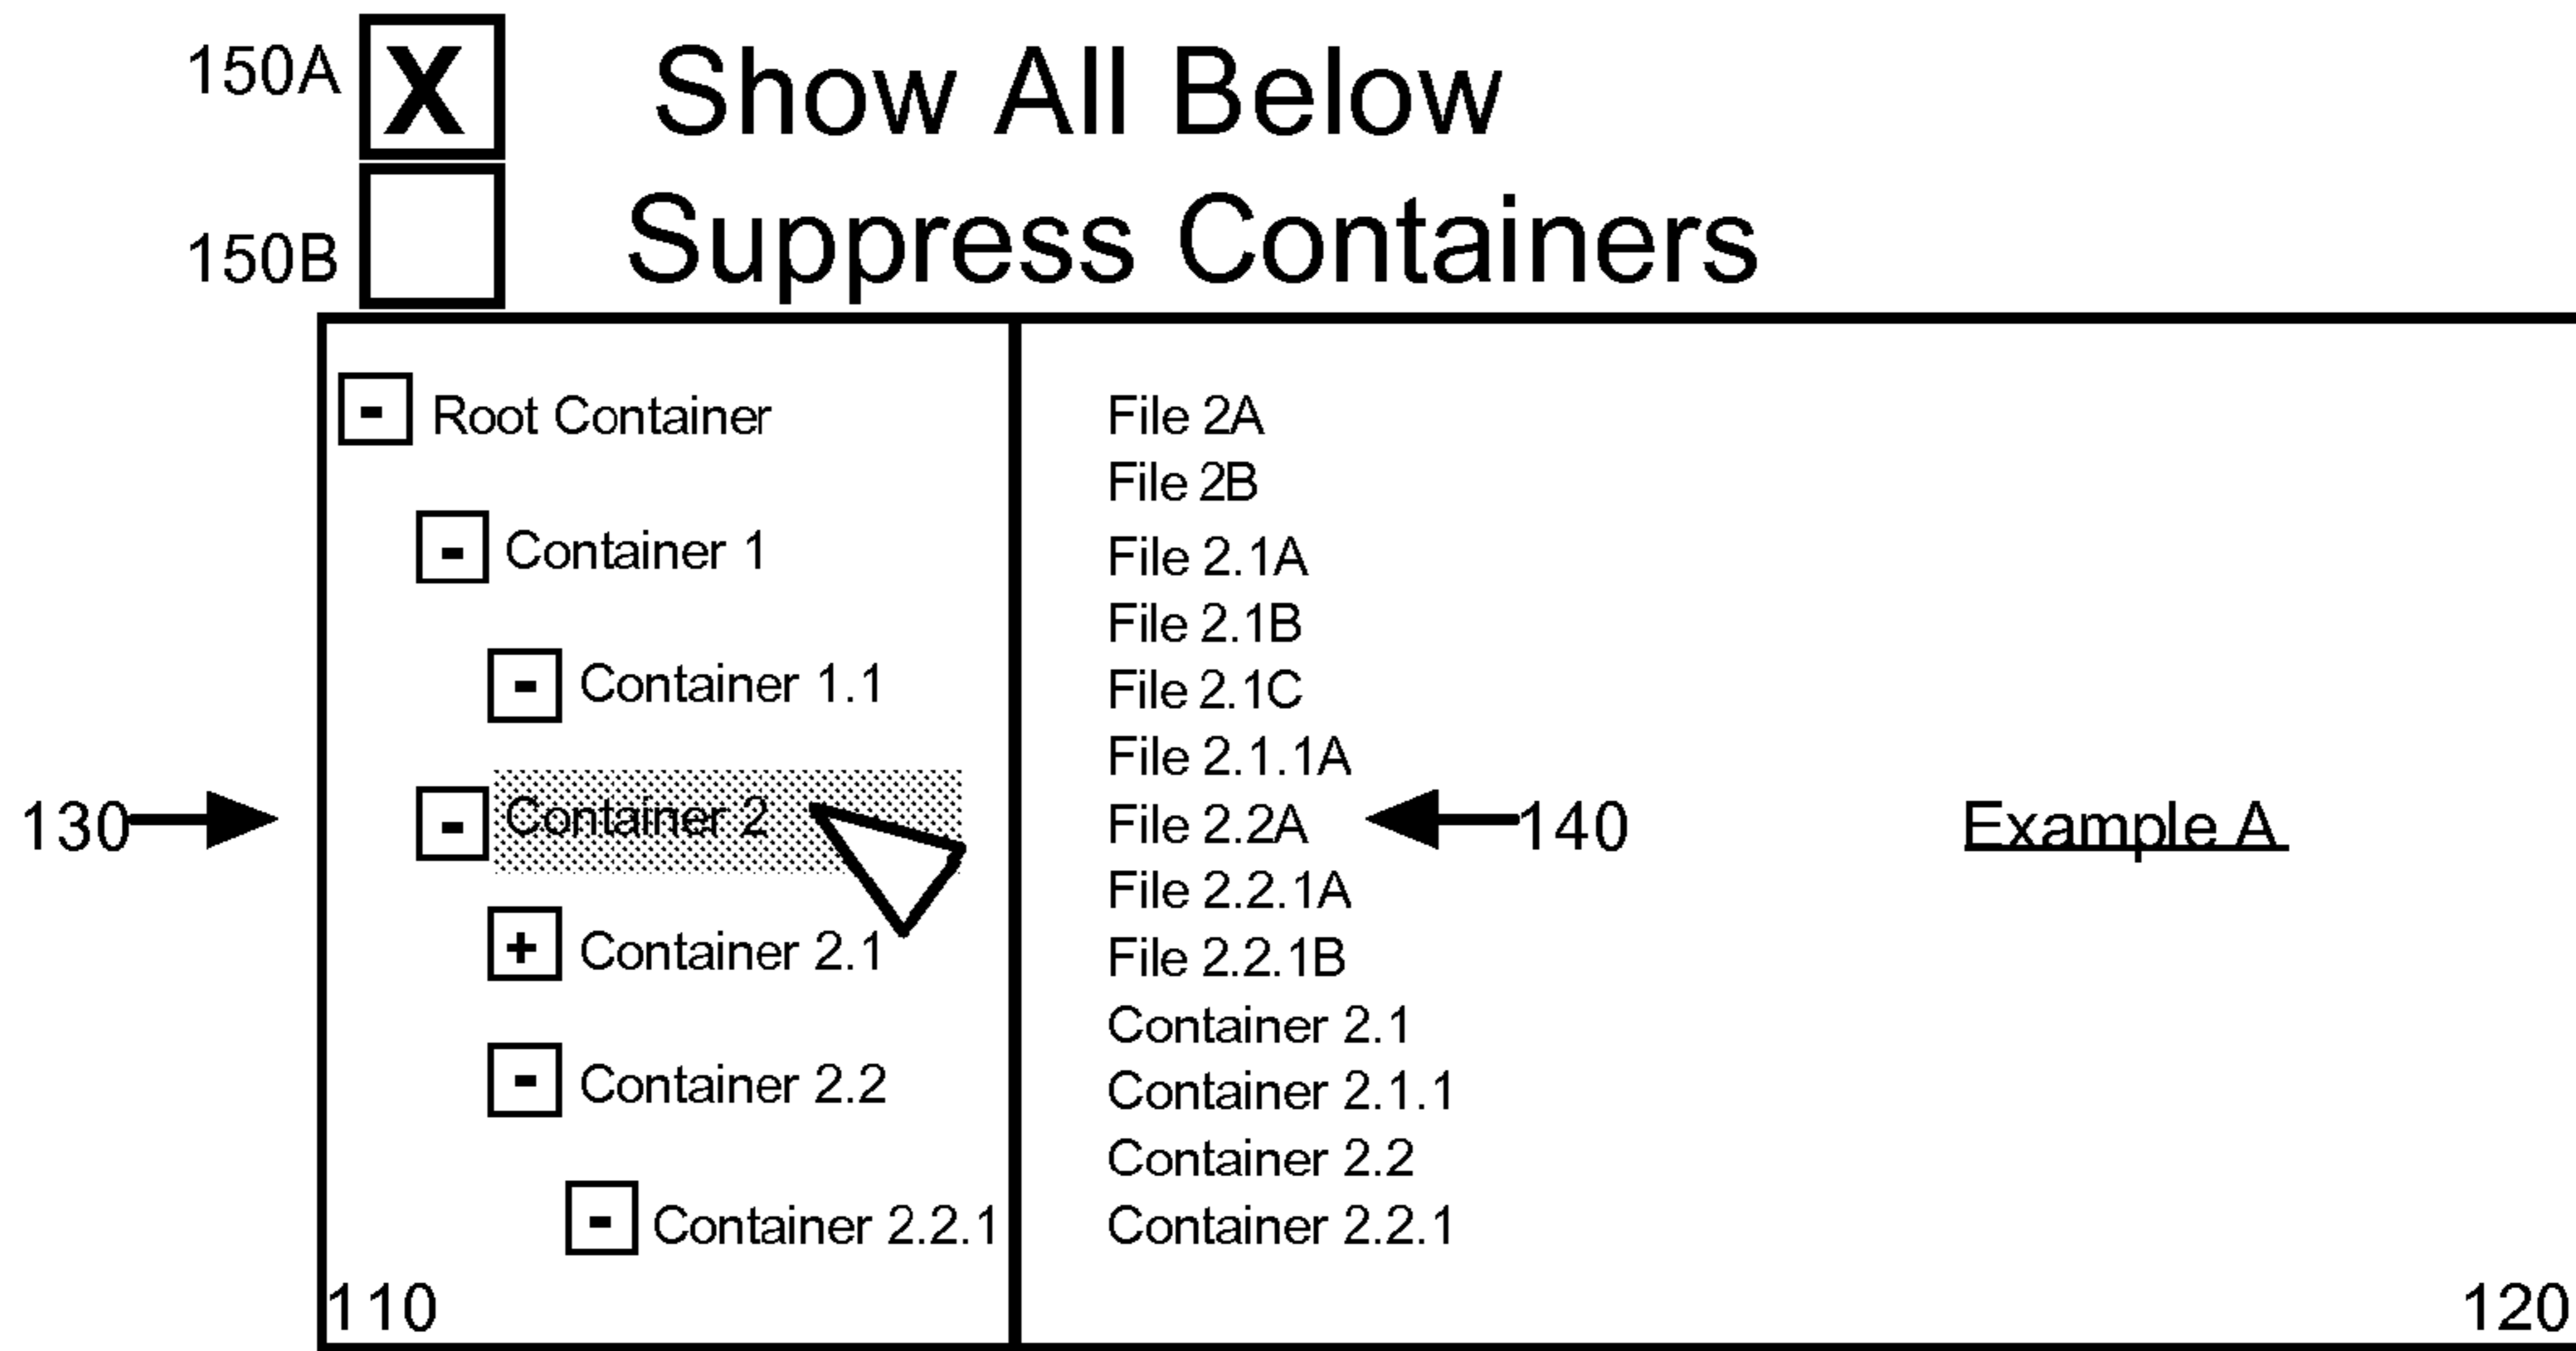 150A X Show All Below
150B Suppress Containers
- Root Container
- Container 1
- Container 1.1
130 - Container 2
+ Container 2.1
- Container 2.2
- Container 2.2.1
110
File 2A
File 2B
File 2.1A
File 2.1B
File 2.1C
File 2.1.1A
File 2.2A 140
File 2.2.1A
File 2.2.1B
Container 2.1
Container 2.1.1
Container 2.2
Container 2.2.1
Example A
120